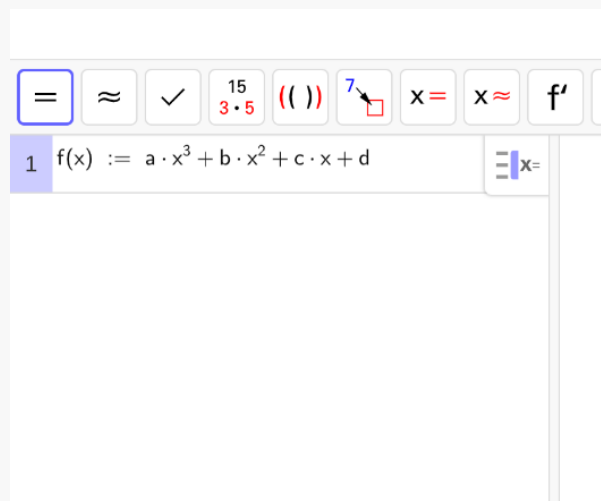 = ≈ ✓ 15 3·5 (( )) 7 x= x≈ f′
1 f(x) := a·x³+b·x²+c·x+d x=